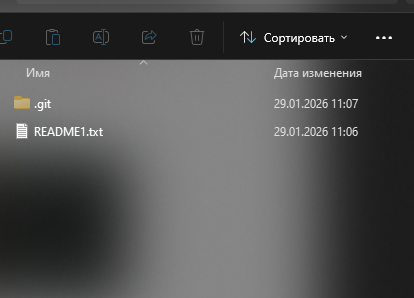 Сортировать
Имя Дата изменения
.git 29.01.2026 11:07
README1.txt 29.01.2026 11:06